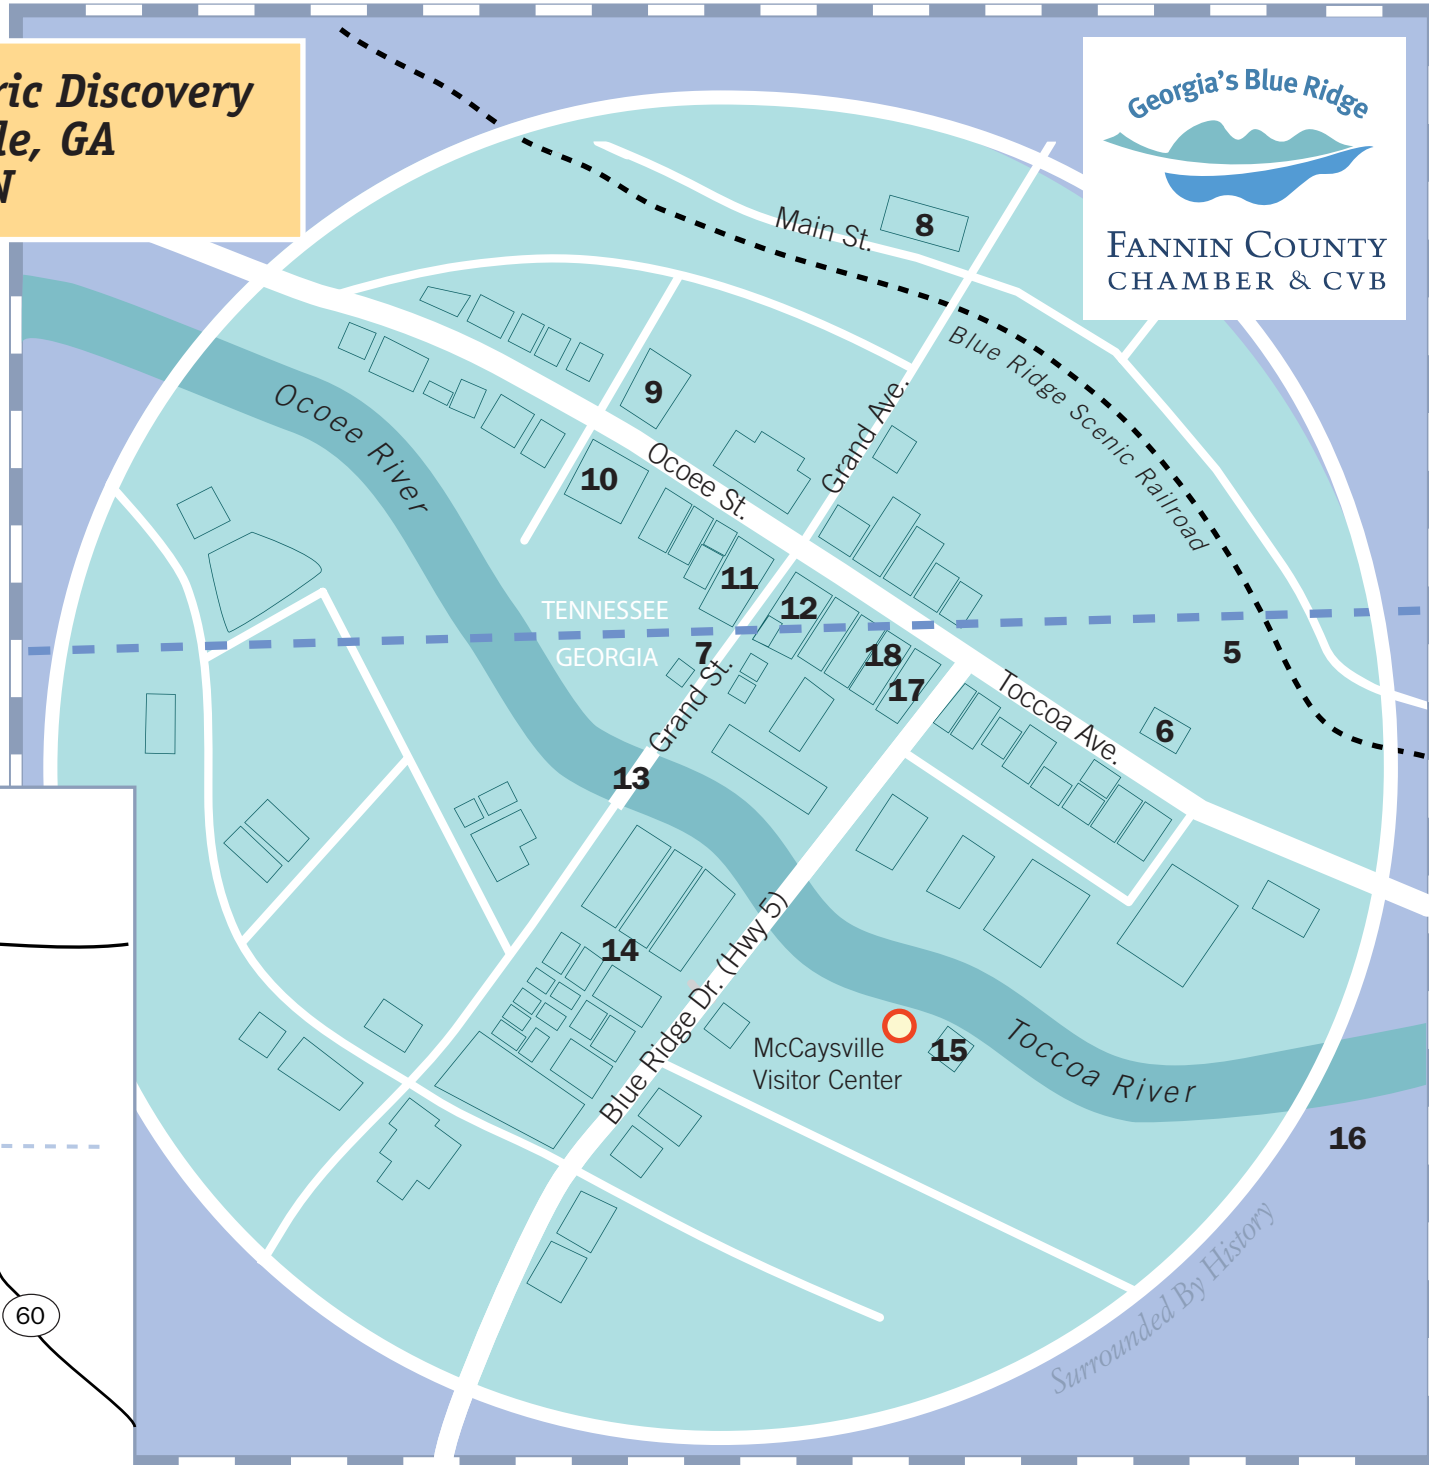 ric Discovery
le, GA
N
Georgia's Blue Ridge
FANNIN COUNTY
CHAMBER & CVB
Main St.
8
Blue Ridge Scenic Railroad
Ocoee River
9
Grand Ave.
10
Ocoee St.
11
12
TENNESSEE
GEORGIA
7
18
17
5
Grand St.
Toccoa Ave.
6
13
14
Blue Ridge Dr. (Hwy 5)
McCaysville
Visitor Center
15
Toccoa River
16
Surrounded By History
60